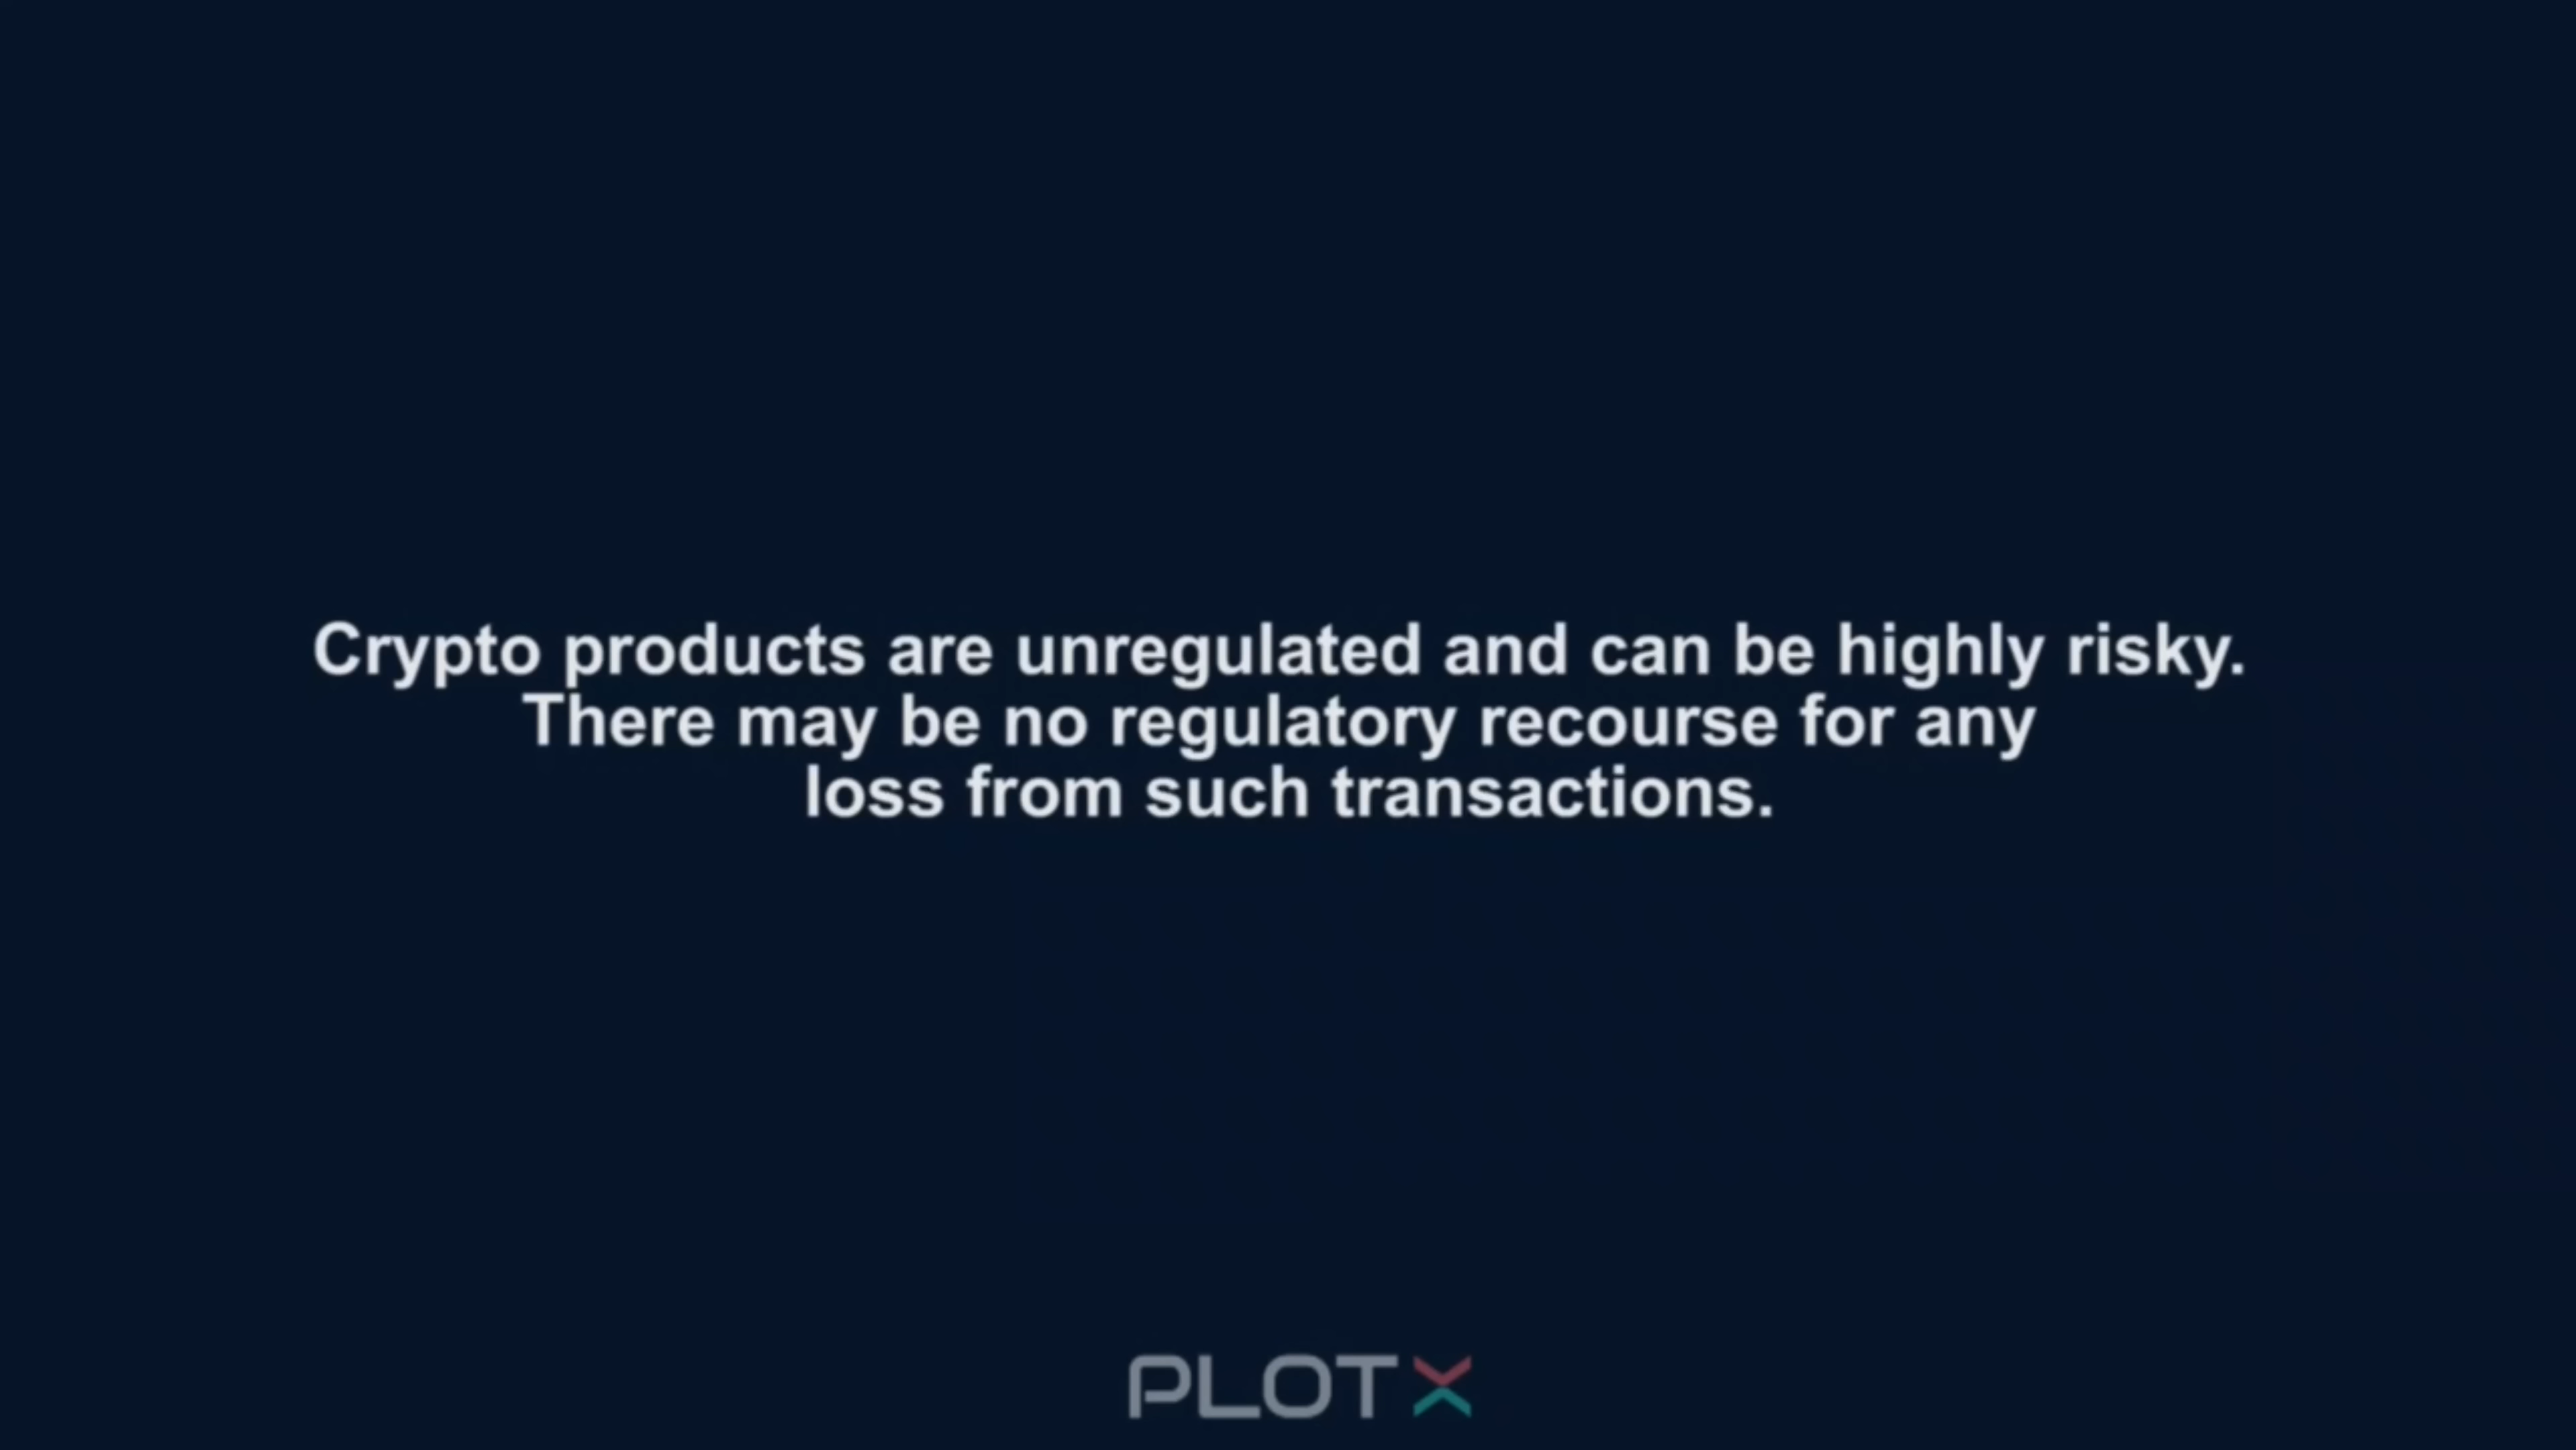 Crypto products are unregulated and can be highly risky.
There may be no regulatory recourse for any
loss from such transactions.
PLOTX